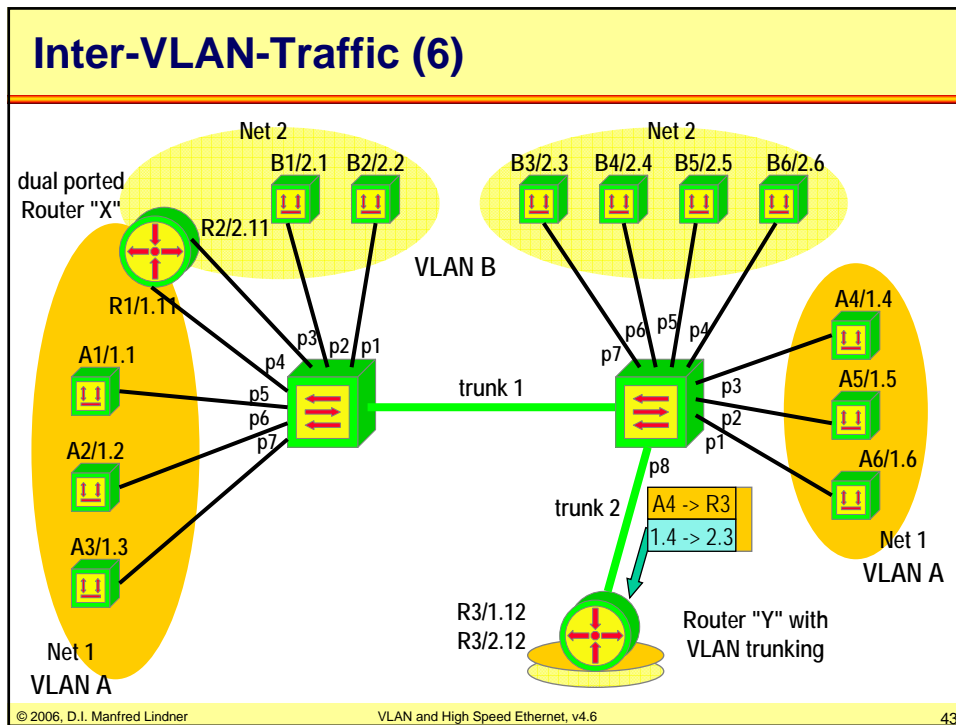 Inter-VLAN-Traffic (6)
Net 2
Net 2
B1/2.1
B2/2.2
B3/2.3
B4/2.4
B5/2.5
B6/2.6
dual ported
Router "X"
R2/2.11
VLAN B
R1/1.11
A4/1.4
p3
p2
p1
p4
p7
p6
p5
p4
A1/1.1
p5
p6
p7
trunk 1
p3
p2
p1
A5/1.5
A2/1.2
p8
A6/1.6
trunk 2
A4 -> R3
1.4 -> 2.3
A3/1.3
Net 1
VLAN A
R3/1.12
R3/2.12
Router "Y" with
VLAN trunking
Net 1
VLAN A
© 2006, D.I. Manfred Lindner
VLAN and High Speed Ethernet, v4.6
43